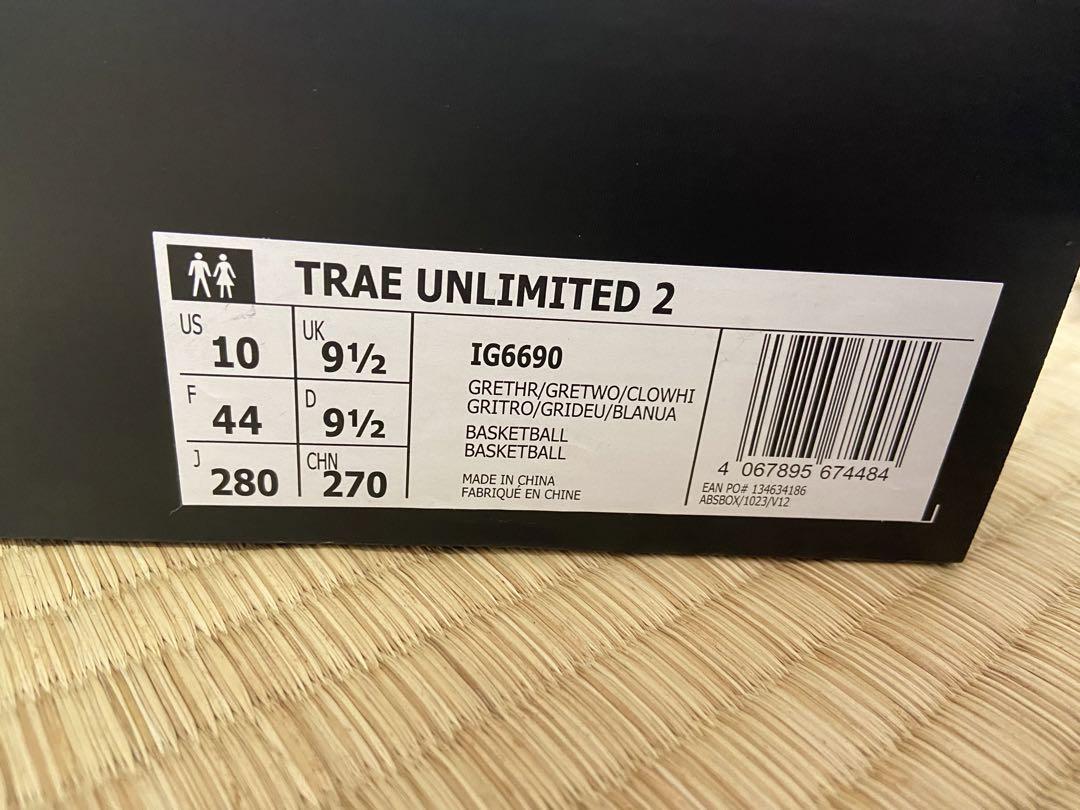 TRAE UNLIMITED 2
US 10
UK 9½
F 44
D 9½
J 280
CHN 270
IG6690
GRETHR/GRETWO/CLOWHI
GRITRO/GRIDEU/BLANUA
BASKETBALL
BASKETBALL
MADE IN CHINA
FABRIQUÉ EN CHINE
4 067895 674484
EAN PO# 134634186
ABSBOX/1023/V12